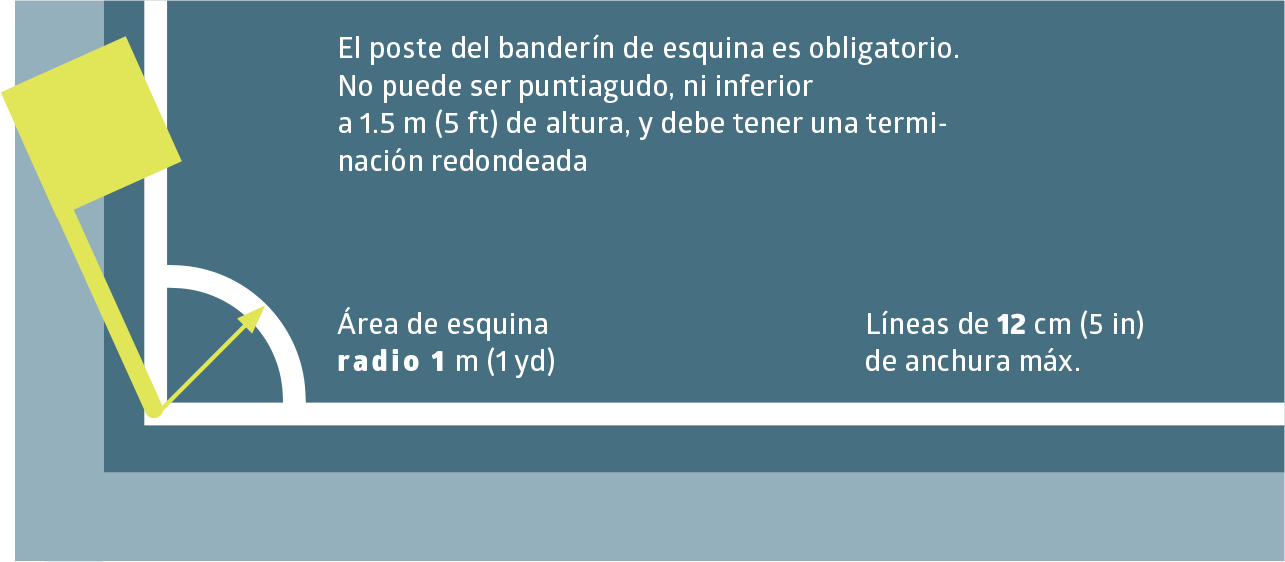 El poste del banderín de esquina es obligatorio.
No puede ser puntiagudo, ni inferior
a 1.5 m (5 ft) de altura, y debe tener una termi-
nación redondeada
Área de esquina
radio 1 m (1 yd)
Líneas de 12 cm (5 in)
de anchura máx.